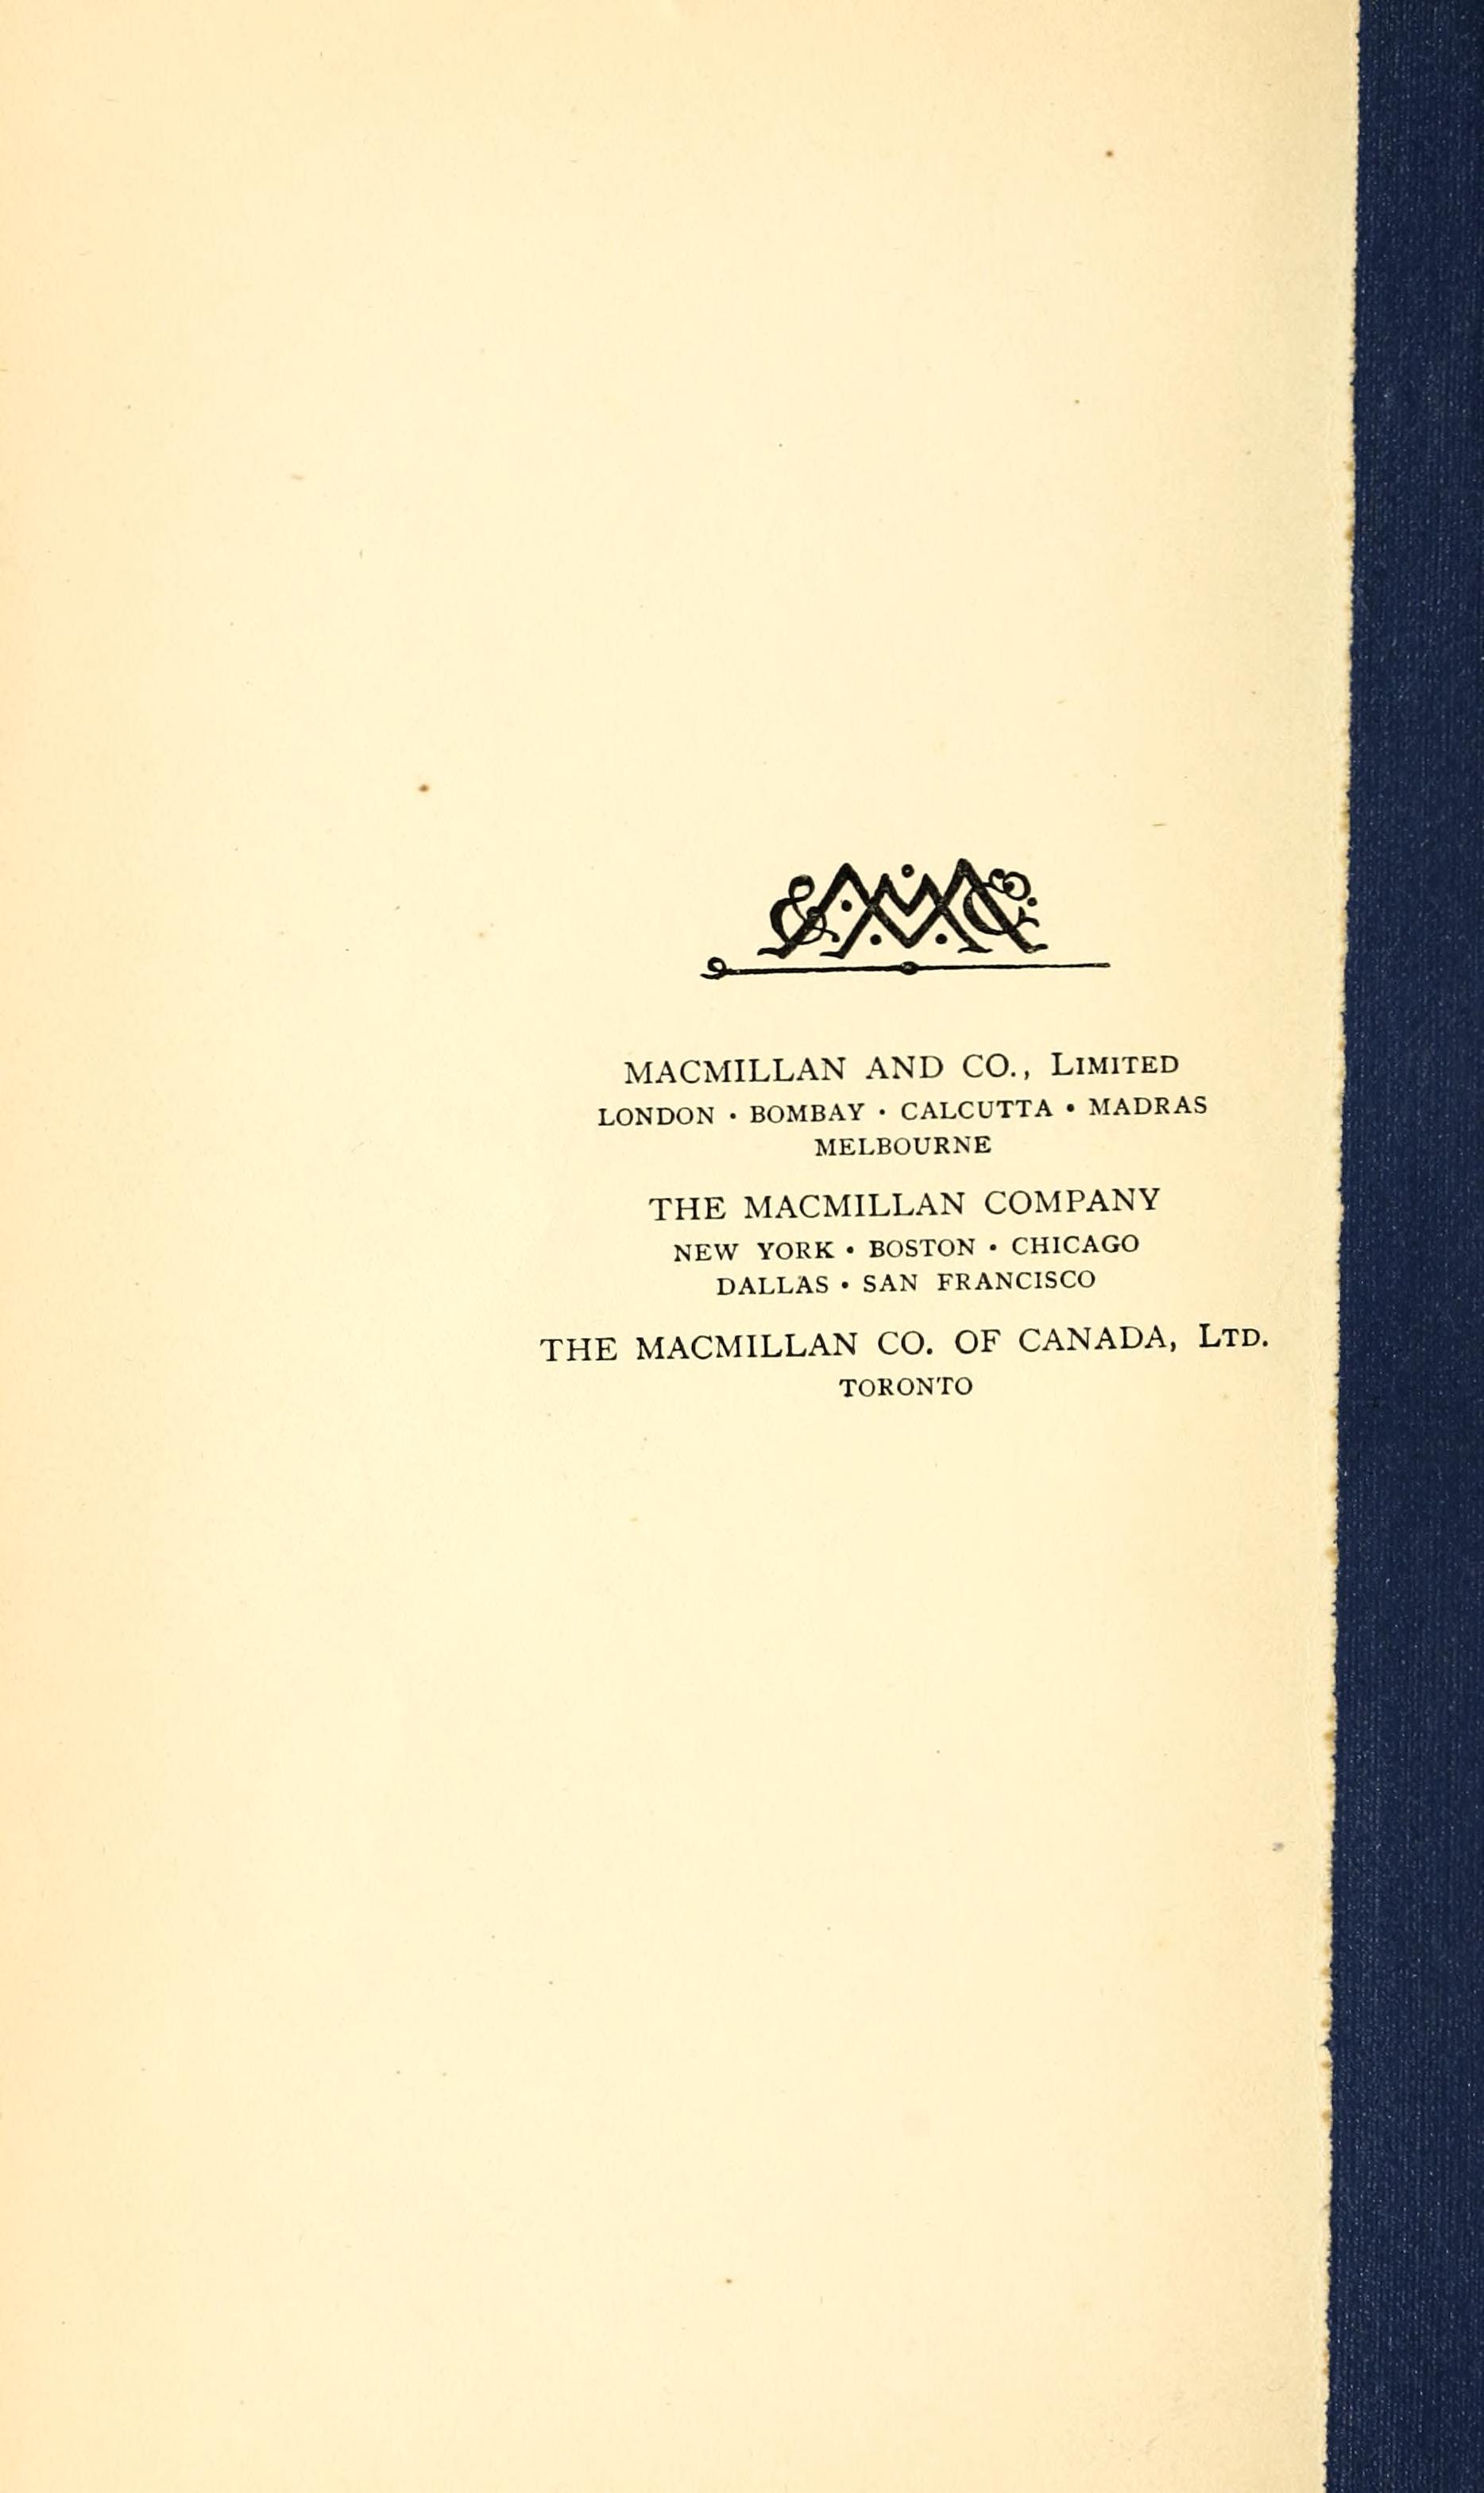 MACMILLAN AND CO., LIMITED
LONDON · BOMBAY · CALCUTTA · MADRAS
MELBOURNE
THE MACMILLAN COMPANY
NEW YORK · BOSTON · CHICAGO
DALLAS · SAN FRANCISCO
THE MACMILLAN CO. OF CANADA, LTD.
TORONTO